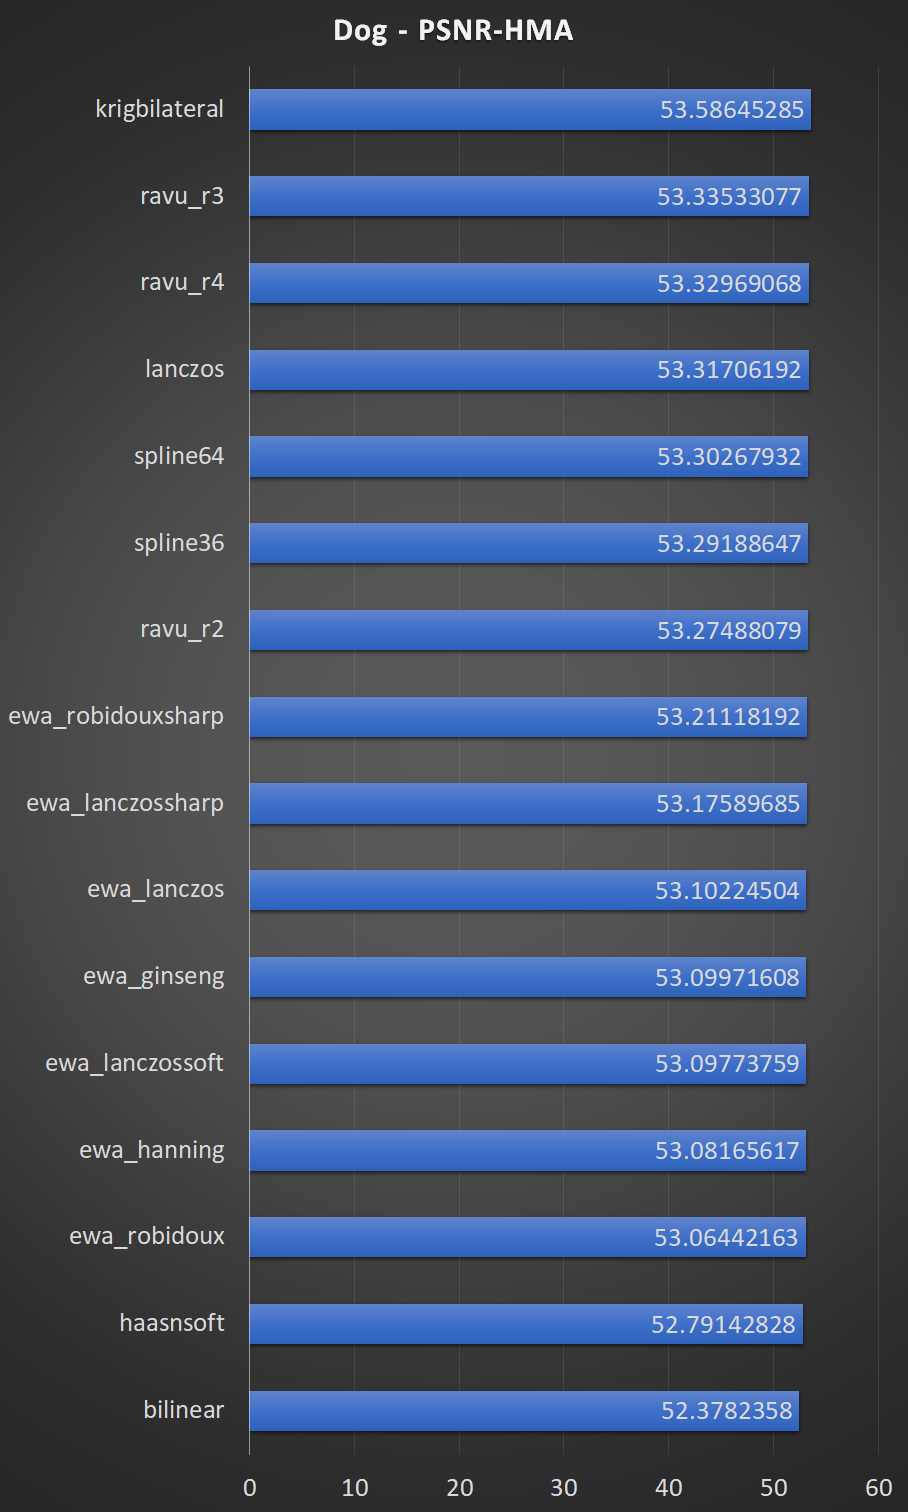 Dog - PSNR-HMA
krigbilateral 53.58645285
ravu_r3 53.33533077
ravu_r4 53.32969068
lanczos 53.31706192
spline64 53.30267932
spline36 53.29188647
ravu_r2 53.27488079
ewa_robidouxsharp 53.21118192
ewa_lanczossharp 53.17589685
ewa_lanczos 53.10224504
ewa_ginseng 53.09971608
ewa_lanczossoft 53.09773759
ewa_hanning 53.08165617
ewa_robidoux 53.06442163
haasnsoft 52.79142828
bilinear 52.3782358
0 10 20 30 40 50 60